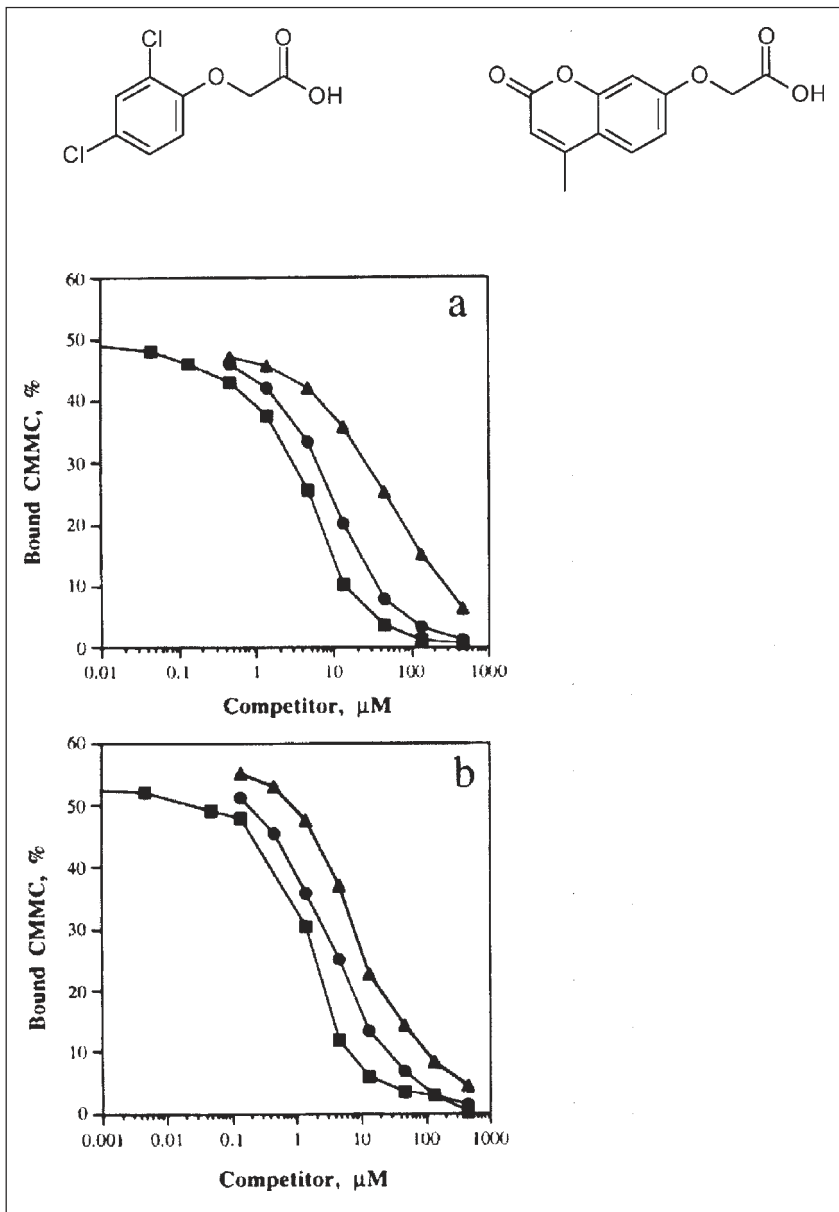 Cl
O
O
OH
Cl
O
O
O
O
OH
a
60
50
40
30
20
10
0
Bound CMMC, %
0.01 0.1 1 10 100 1000
Competitor, μM
b
60
50
40
30
20
10
0
Bound CMMC, %
0.001 0.01 0.1 1 10 100 1000
Competitor, μM